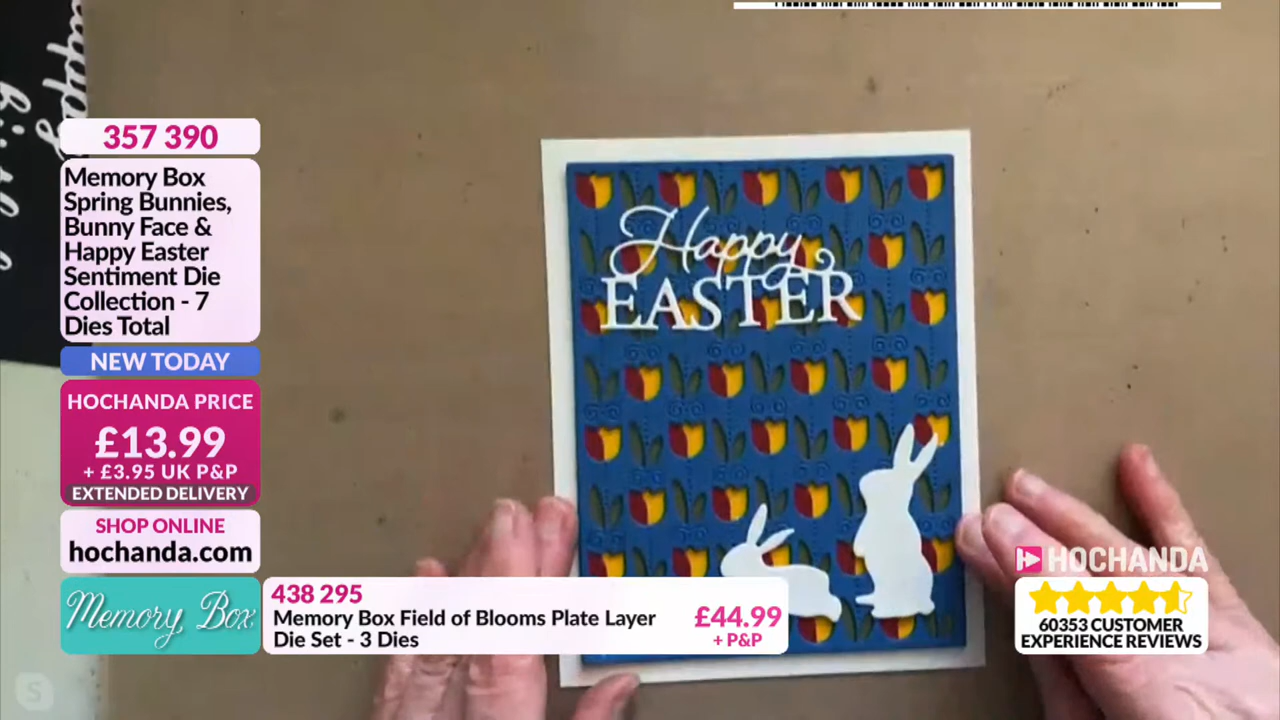 357 390
Memory Box
Spring Bunnies,
Bunny Face &
Happy Easter
Sentiment Die
Collection - 7
Dies Total
NEW TODAY
HOCHANDA PRICE
£13.99
+ £3.95 UK P&P
EXTENDED DELIVERY
SHOP ONLINE
hochanda.com
Memory Box
438 295
Memory Box Field of Blooms Plate Layer
Die Set - 3 Dies
£44.99
+ P&P
Happy
EASTER
HOCHANDA
60353 CUSTOMER
EXPERIENCE REVIEWS
S